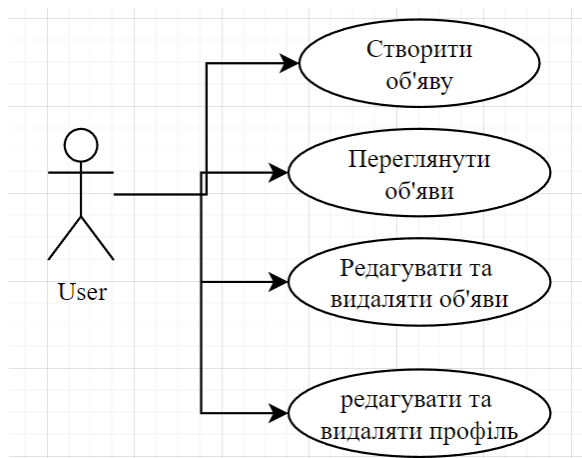 Створити
об'яву
Переглянути
об'яви
Редагувати та
видаляти об'яви
User
редагувати та
видаляти профіль